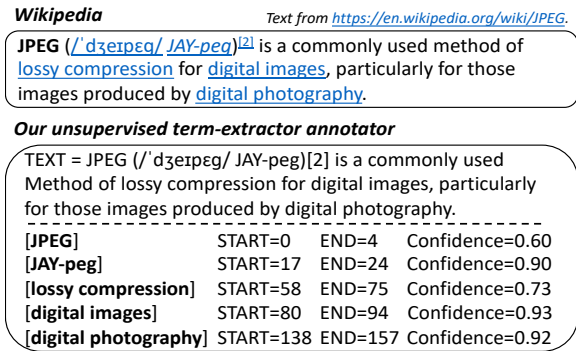 Wikipedia Text from https://en.wikipedia.org/wiki/JPEG.
JPEG (/ˈdʒeɪpɛɡ/ JAY-peg)[2] is a commonly used method of
lossy compression for digital images, particularly for those
images produced by digital photography.
Our unsupervised term-extractor annotator
TEXT = JPEG (/ˈdʒeɪpɛɡ/ JAY-peg)[2] is a commonly used
Method of lossy compression for digital images, particularly
for those images produced by digital photography.
[JPEG] START=0 END=4 Confidence=0.60
[JAY-peg] START=17 END=24 Confidence=0.90
[lossy compression] START=58 END=75 Confidence=0.73
[digital images] START=80 END=94 Confidence=0.93
[digital photography] START=138 END=157 Confidence=0.92